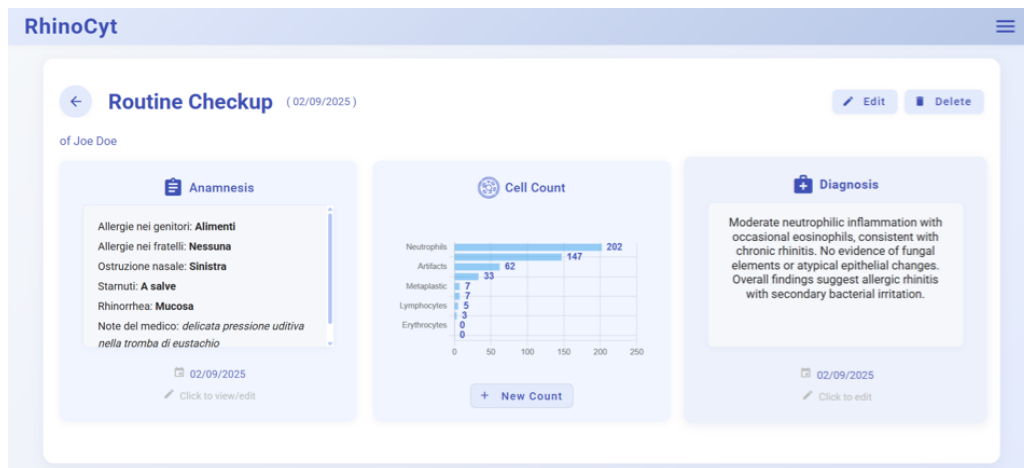 RhinoCyt
Routine Checkup ( 02/09/2025 )
Edit
Delete
of Joe Doe
Anamnesis
Allergie nei genitori: Alimenti
Allergie nei fratelli: Nessuna
Ostruzione nasale: Sinistra
Starnuti: A salve
Rhinorrhea: Mucosa
Note del medico: delicata pressione uditiva
nella tromba di eustachio
02/09/2025
Click to view/edit
Cell Count
Neutrophils 202
147
Artifacts 62
33
Metaplastic 7
7
Lymphocytes 5
3
Erythrocytes 0
0
0 50 100 150 200 250
+ New Count
Diagnosis
Moderate neutrophilic inflammation with
occasional eosinophils, consistent with
chronic rhinitis. No evidence of fungal
elements or atypical epithelial changes.
Overall findings suggest allergic rhinitis
with secondary bacterial irritation.
02/09/2025
Click to edit